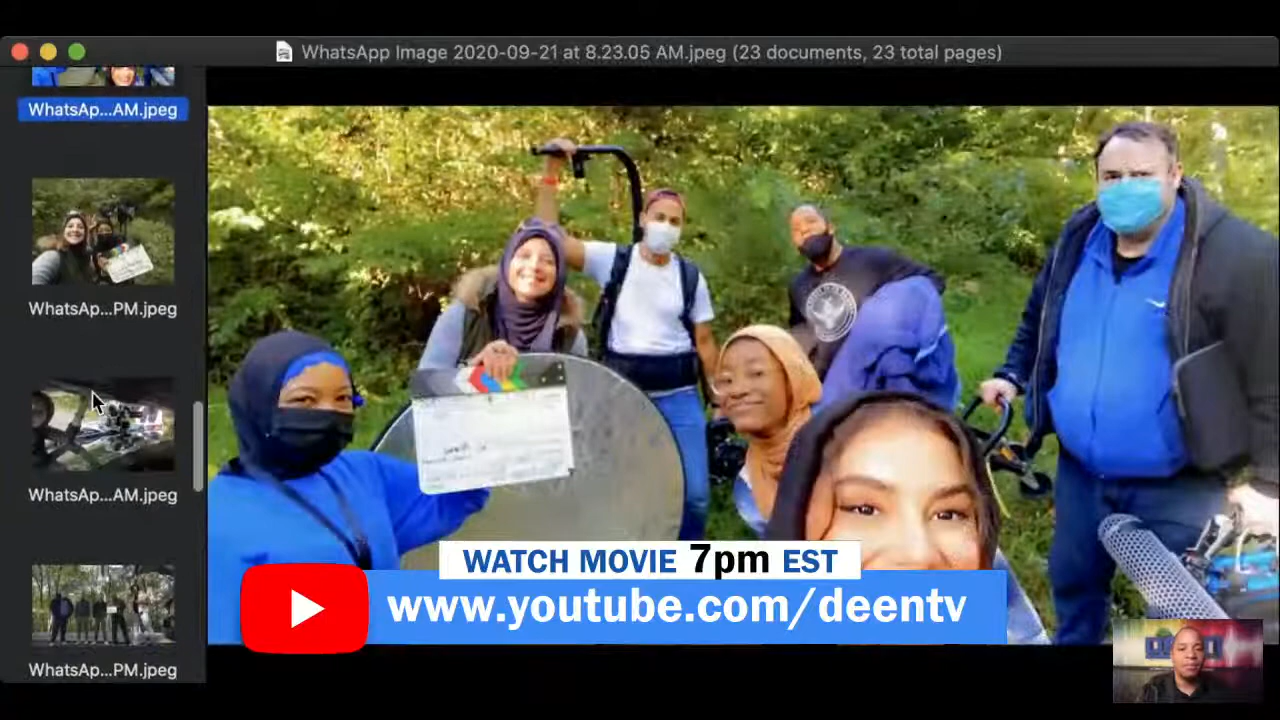 WhatsApp Image 2020-09-21 at 8.23.05 AM.jpeg (23 documents, 23 total pages)
WhatsAp...AM.jpeg
WhatsAp...PM.jpeg
WhatsAp...AM.jpeg
WhatsAp...PM.jpeg
WATCH MOVIE 7pm EST
www.youtube.com/deentv